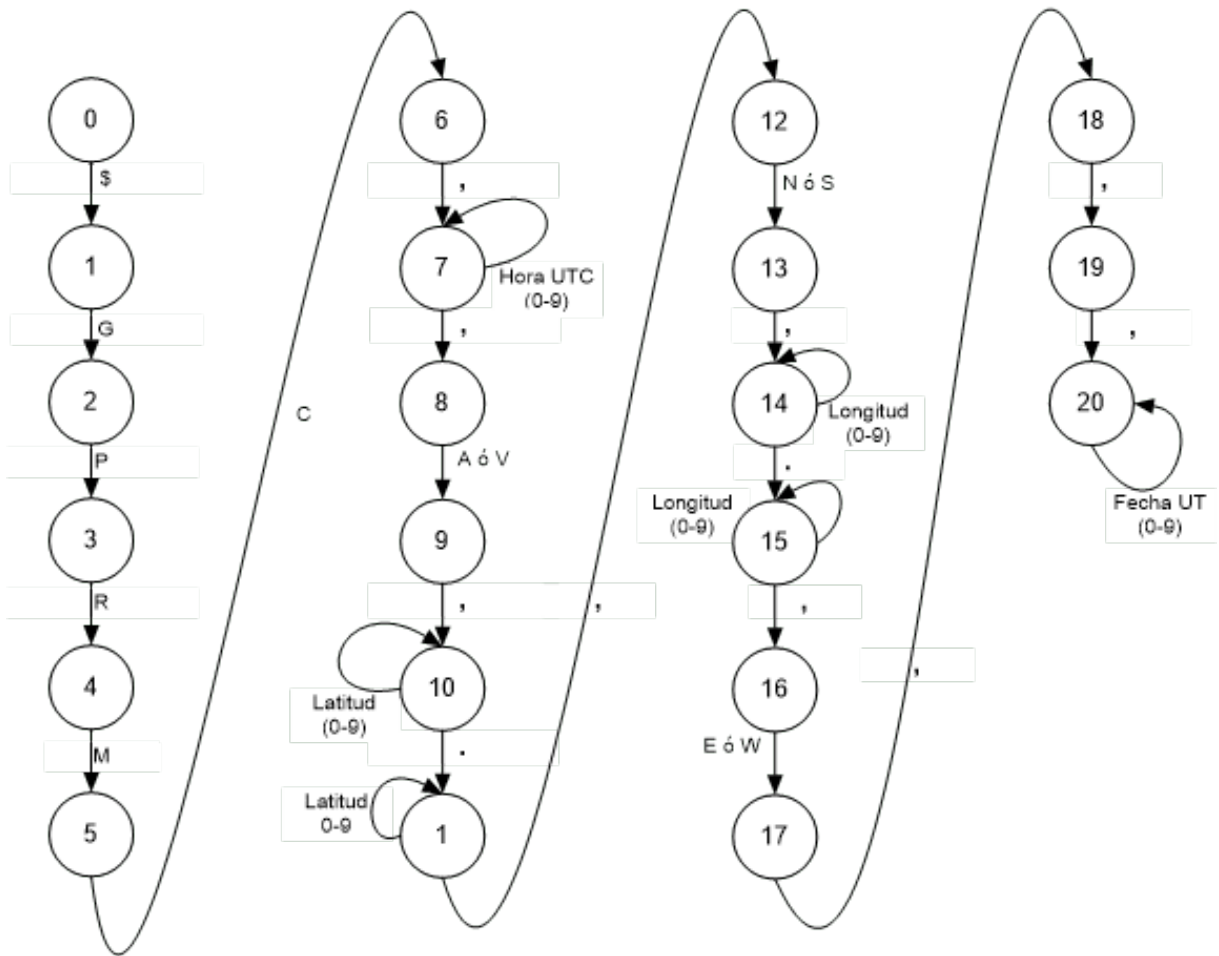 0
$
1
G
2
P
3
R
4
M
5
C
6
,
7
Hora UTC
(0-9)
,
8
A ó V
9
,
10
Latitud
(0-9)
.
1
Latitud
0-9
,
12
N ó S
13
,
14
Longitud
(0-9)
.
Longitud
(0-9)
15
,
16
E ó W
17
,
18
,
19
,
20
Fecha UT
(0-9)